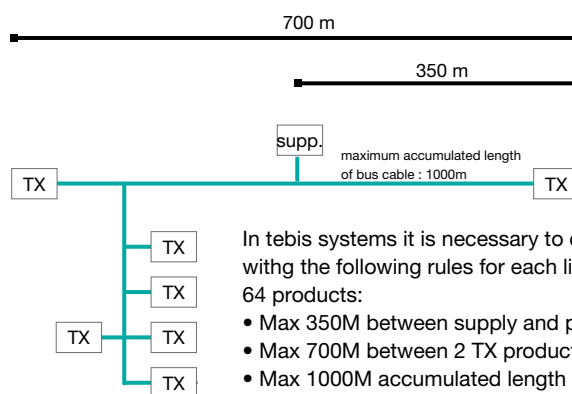 700 m
350 m
supp.
maximum accumulated length
of bus cable : 1000m
TX
TX
TX
In tebis systems it is necessary to
withg the following rules for each
TX
64 products:
TX
TX
• Max 350M between supply and
• Max 700M between 2 TX
TX
• Max 1000M accumulated length